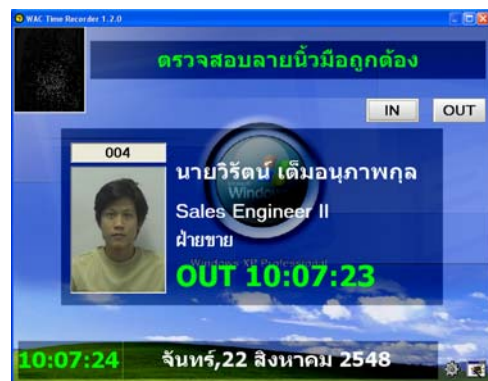 WAC Time Recorder 1.2.0
ตรวจสอบลายนิ้วมือถูกต้อง
IN OUT
004
นายวิรัตน์ เต็มอนุภาพกุล
Sales Engineer II
ฝ่ายขาย
Windows XP Professional
OUT 10:07:23
10:07:24 จันทร์,22 สิงหาคม 2548